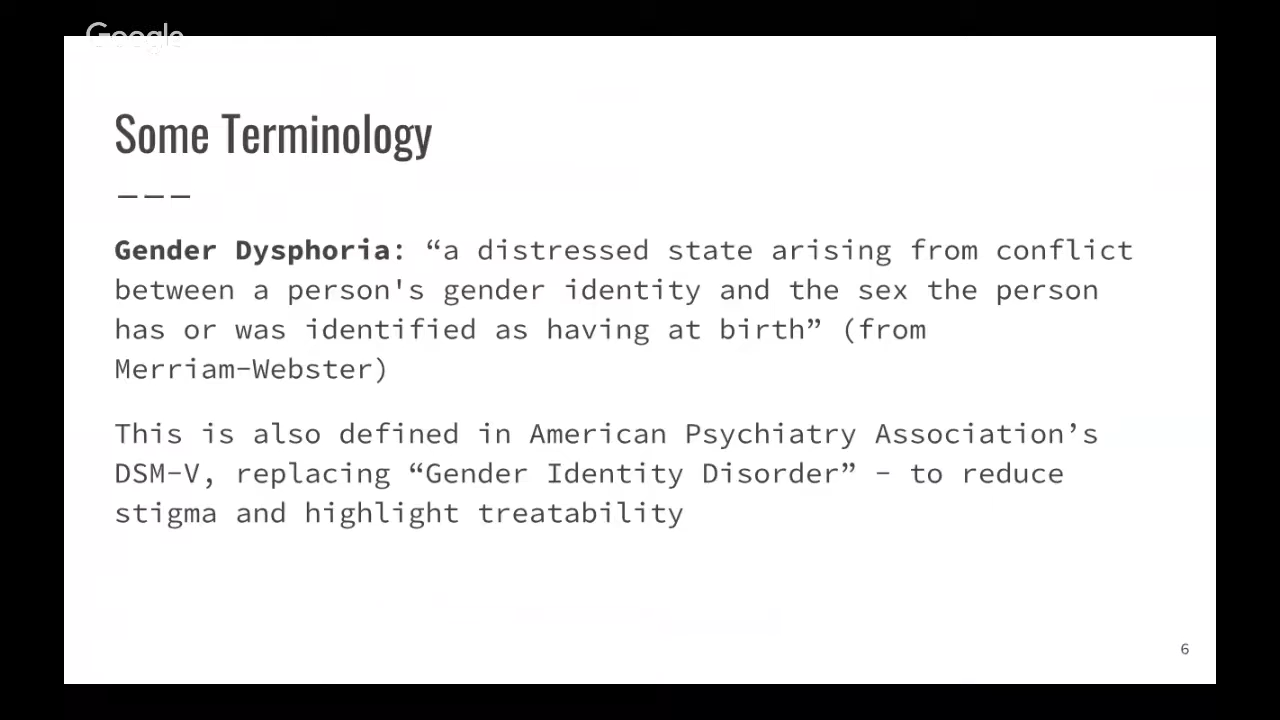 Google
Some Terminology
Gender Dysphoria: “a distressed state arising from conflict
between a person's gender identity and the sex the person
has or was identified as having at birth” (from
Merriam-Webster)
This is also defined in American Psychiatry Association’s
DSM-V, replacing “Gender Identity Disorder” - to reduce
stigma and highlight treatability
6